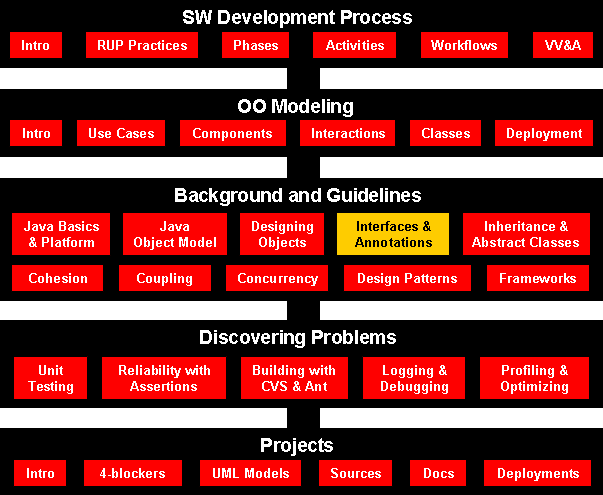 SW Development Process
Intro RUP Practices Phases Activities Workflows VV&A
OO Modeling
Intro Use Cases Components Interactions Classes Deployment
Background and Guidelines
Java Basics & Platform
Java Object Model
Designing Objects
Interfaces & Annotations
Inheritance & Abstract Classes
Cohesion Coupling Concurrency Design Patterns Frameworks
Discovering Problems
Unit Testing
Reliability with Assertions
Building with CVS & Ant
Logging & Debugging
Profiling & Optimizing
Projects
Intro 4-blockers UML Models Sources Docs Deployments